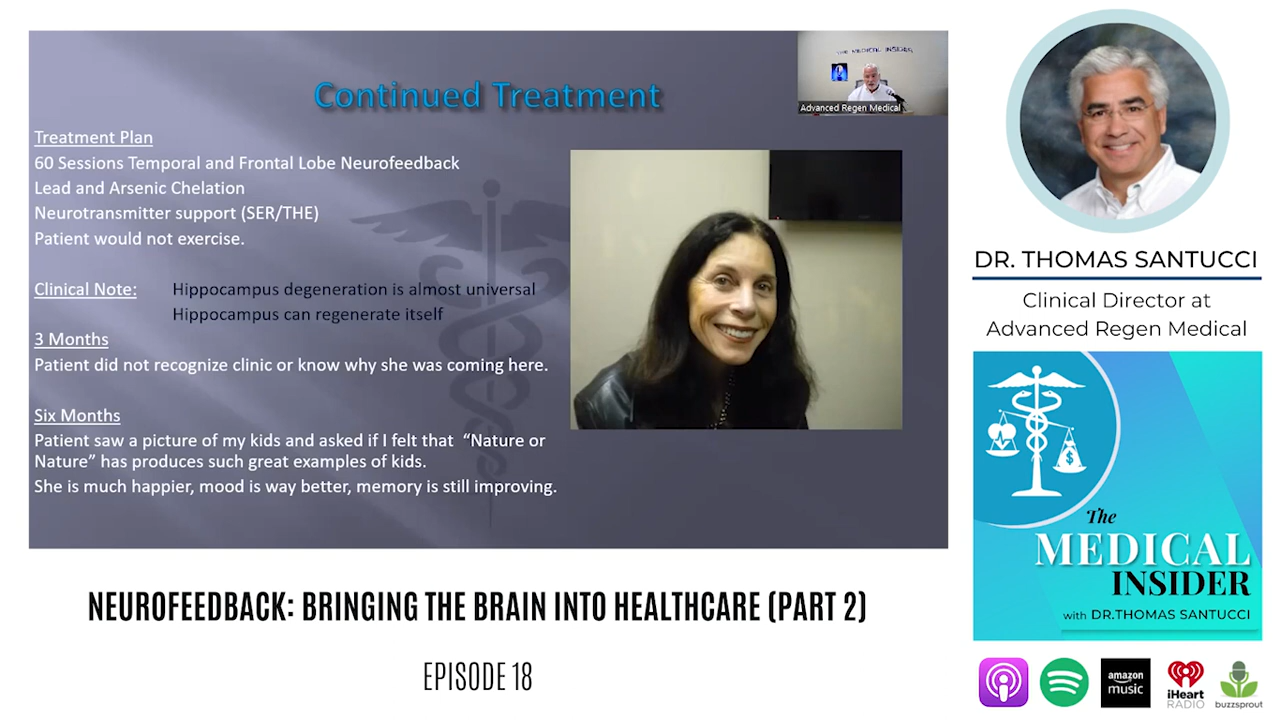 Continued Treatment
THE MEDICAL INSIDER
Advanced Regen Medical
Treatment Plan
60 Sessions Temporal and Frontal Lobe Neurofeedback
Lead and Arsenic Chelation
Neurotransmitter support (SER/THE)
Patient would not exercise.
Clinical Note: Hippocampus degeneration is almost universal
Hippocampus can regenerate itself
3 Months
Patient did not recognize clinic or know why she was coming here.
Six Months
Patient saw a picture of my kids and asked if I felt that “Nature or
Nature” has produces such great examples of kids.
She is much happier, mood is way better, memory is still improving.
NEUROFEEDBACK: BRINGING THE BRAIN INTO HEALTHCARE (PART 2)
EPISODE 18
DR. THOMAS SANTUCCI
Clinical Director at
Advanced Regen Medical
$
The
MEDICAL
INSIDER
with DR.THOMAS SANTUCCI
amazon
music
iHeart
RADIO
buzzsprout